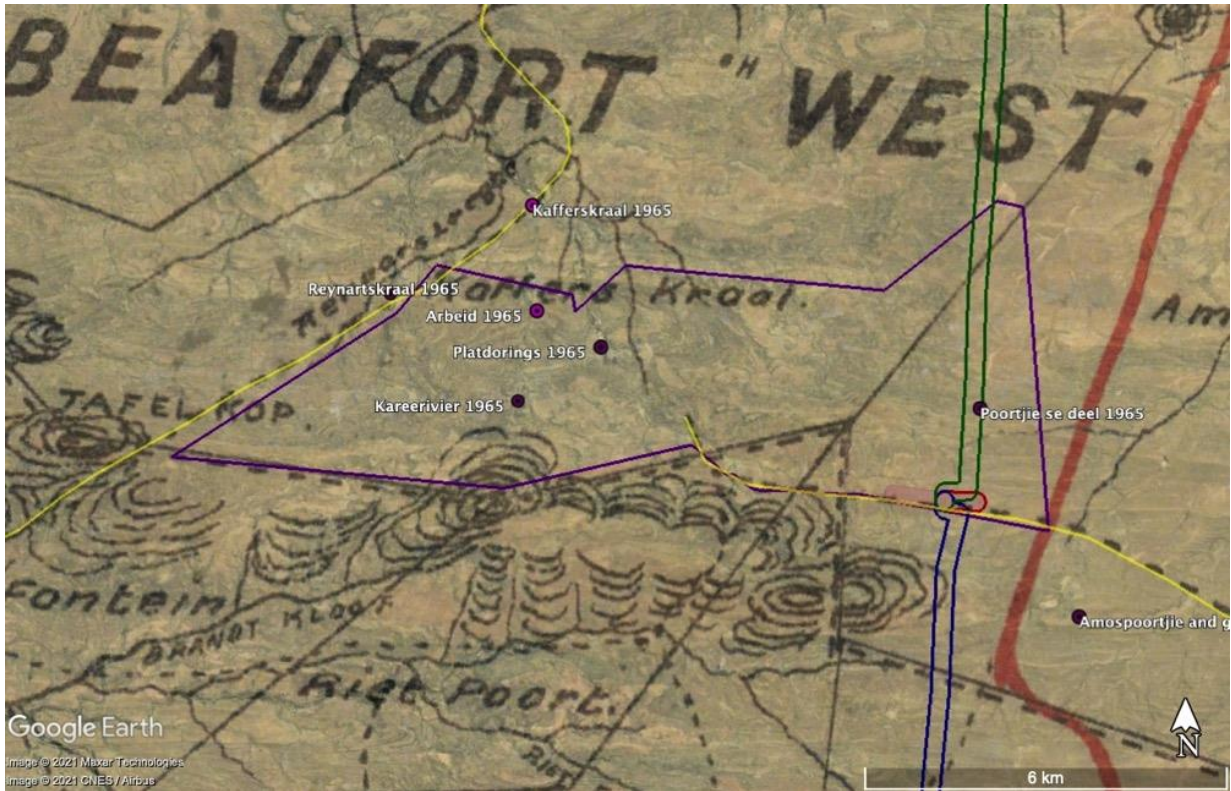 BEAUFORT "H WEST.
Kafferskraal 1965
Reynartskraal 1965
Kraal.
Arbeid 1965
Am
Platdorings 1965
Kareerivier 1965
TAFEL KOP
Poortjie se deel 1965
Fontein
BRANDT KLOOF
Amospoortjie and g
Riet Poort.
RIET
Google Earth
Image © 2021 Maxar Technologies
Image © 2021 CNES / Airbus
N
6 km